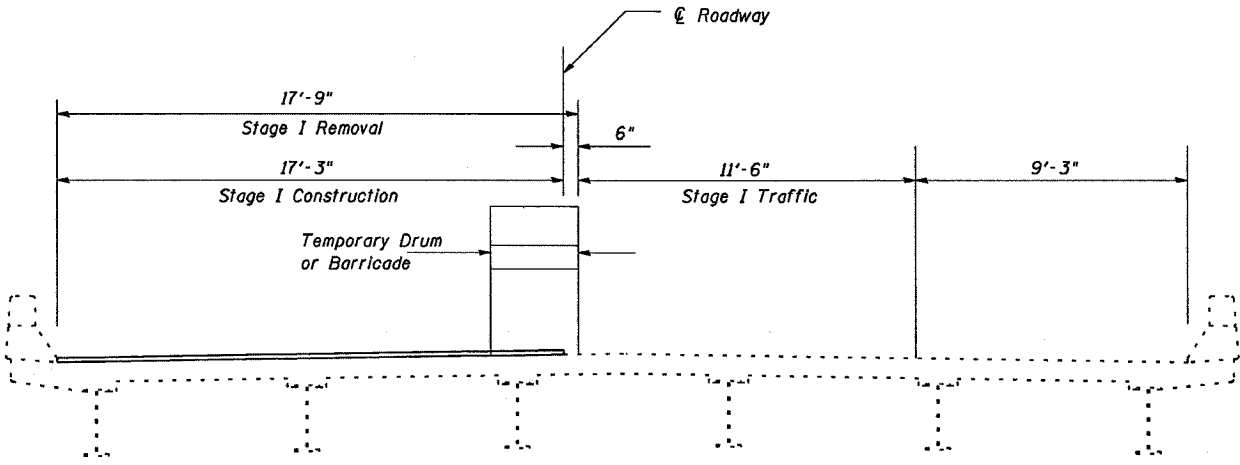 ℄ Roadway
17'-9"
Stage I Removal
6"
17'-3"
Stage I Construction
11'-6"
Stage I Traffic
9'-3"
Temporary Drum
or Barricade